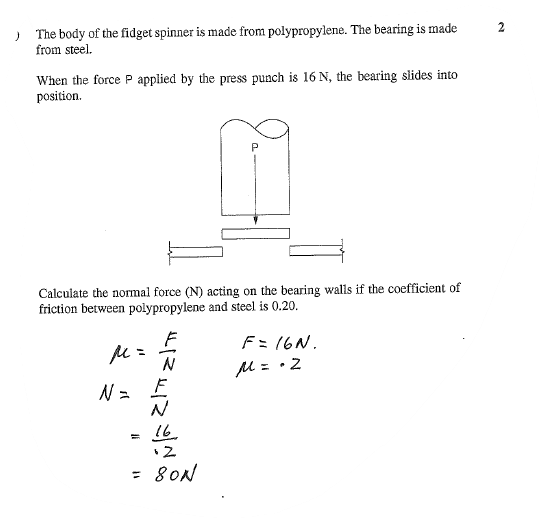 ) The body of the fidget spinner is made from polypropylene. The bearing is made 2
from steel.
When the force P applied by the press punch is 16 N, the bearing slides into
position.
P
Calculate the normal force (N) acting on the bearing walls if the coefficient of
friction between polypropylene and steel is 0.20.
μ = F/N F = 16N.
N = F/N μ = .2
= 16/.2
= 80N